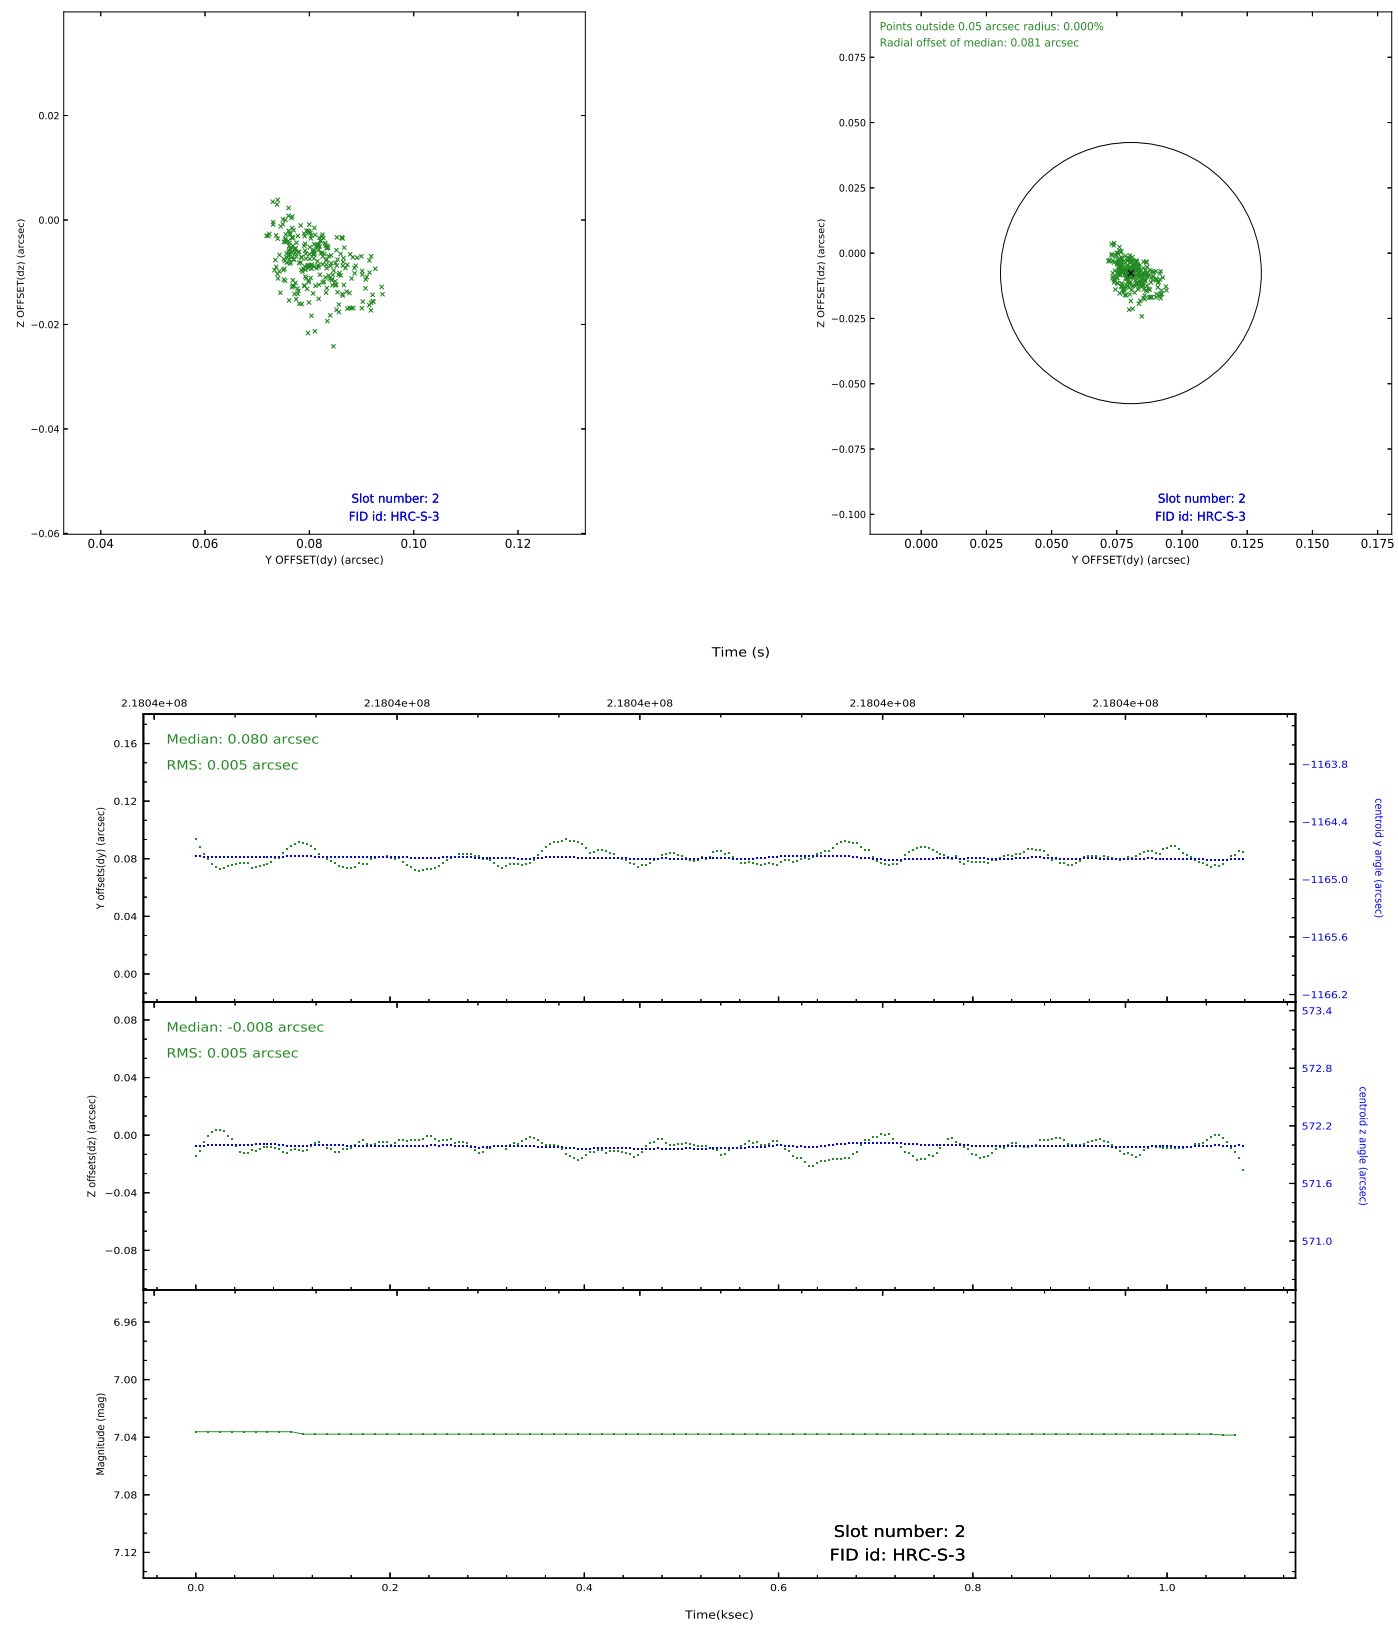 Points outside 0.05 arcsec radius: 0.000%
Radial offset of median: 0.081 arcsec
0.02
0.00
−0.02
−0.04
−0.06
Z OFFSET(dz) (arcsec)
Slot number: 2
FID id: HRC-S-3
0.04 0.06 0.08 0.10 0.12
Y OFFSET(dy) (arcsec)
0.075
0.050
0.025
0.000
−0.025
−0.050
−0.075
−0.100
Z OFFSET(dz) (arcsec)
Slot number: 2
FID id: HRC-S-3
0.000 0.025 0.050 0.075 0.100 0.125 0.150 0.175
Y OFFSET(dy) (arcsec)
Time (s)
2.1804e+08 2.1804e+08 2.1804e+08 2.1804e+08 2.1804e+08
Median: 0.080 arcsec
RMS: 0.005 arcsec
0.16
0.12
0.08
0.04
0.00
Y offsets(dy) (arcsec)
−1163.8
−1164.4
−1165.0
−1165.6
−1166.2
centroid y angle (arcsec)
Median: -0.008 arcsec
RMS: 0.005 arcsec
0.08
0.04
0.00
−0.04
−0.08
Z offsets(dz) (arcsec)
573.4
572.8
572.2
571.6
571.0
centroid z angle (arcsec)
6.96
7.00
7.04
7.08
7.12
Magnitude (mag)
Slot number: 2
FID id: HRC-S-3
0.0 0.2 0.4 0.6 0.8 1.0
Time(ksec)